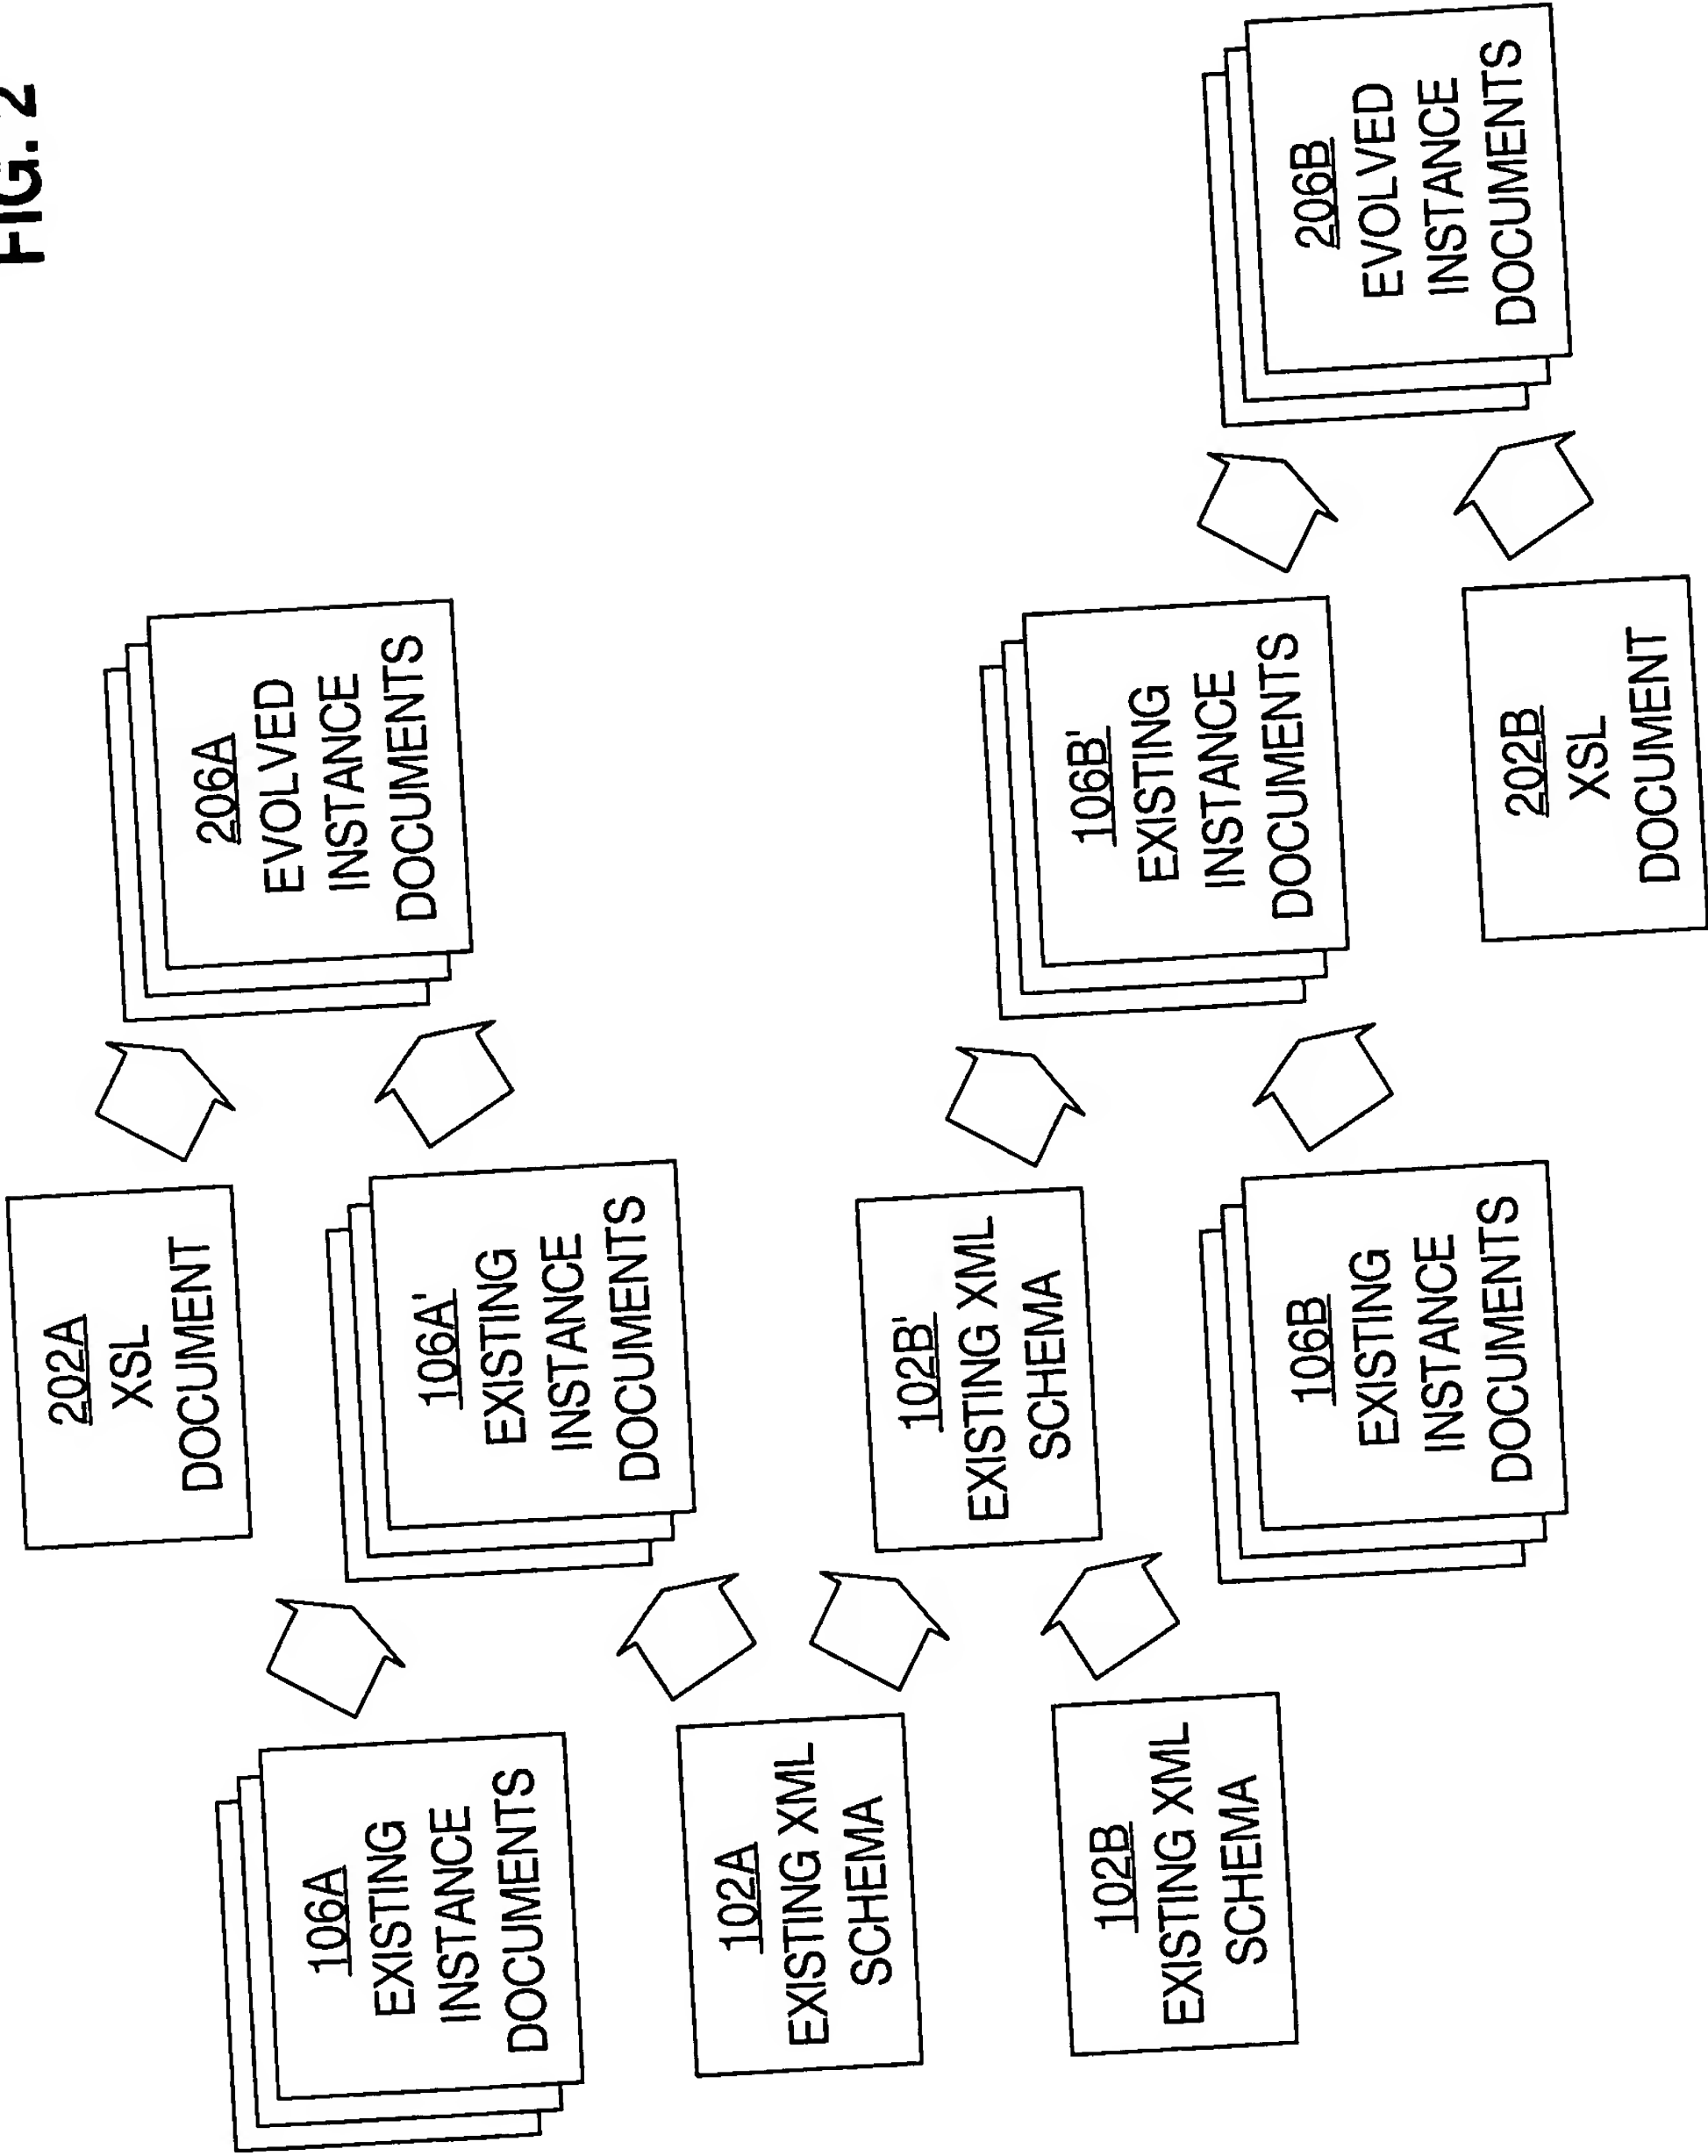 FIG. 2
106A
EXISTING
INSTANCE
DOCUMENTS
102A
EXISTING XML
SCHEMA
102B
EXISTING XML
SCHEMA
202A
XSL
DOCUMENT
106A'
EXISTING
INSTANCE
DOCUMENTS
102B'
EXISTING XML
SCHEMA
106B
EXISTING
INSTANCE
DOCUMENTS
206A
EVOLVED
INSTANCE
DOCUMENTS
106B'
EXISTING
INSTANCE
DOCUMENTS
202B
XSL
DOCUMENT
206B
EVOLVED
INSTANCE
DOCUMENTS